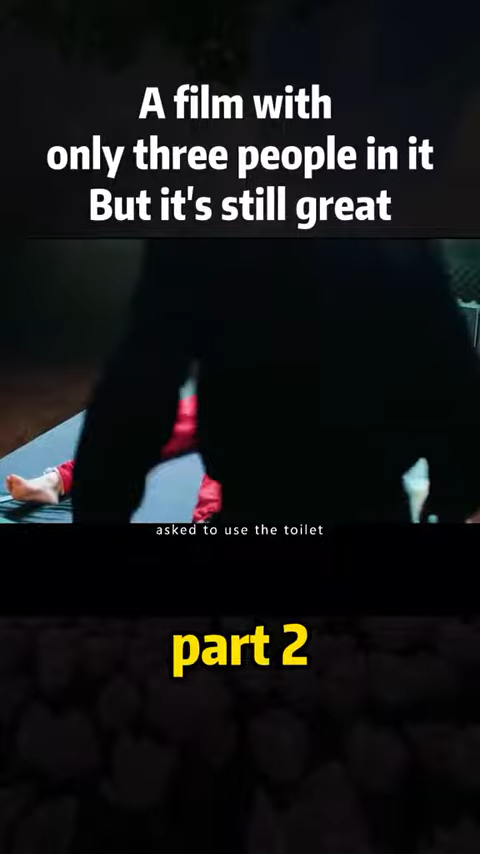 A film with
only three people in it
But it's still great
asked to use the toilet
part 2